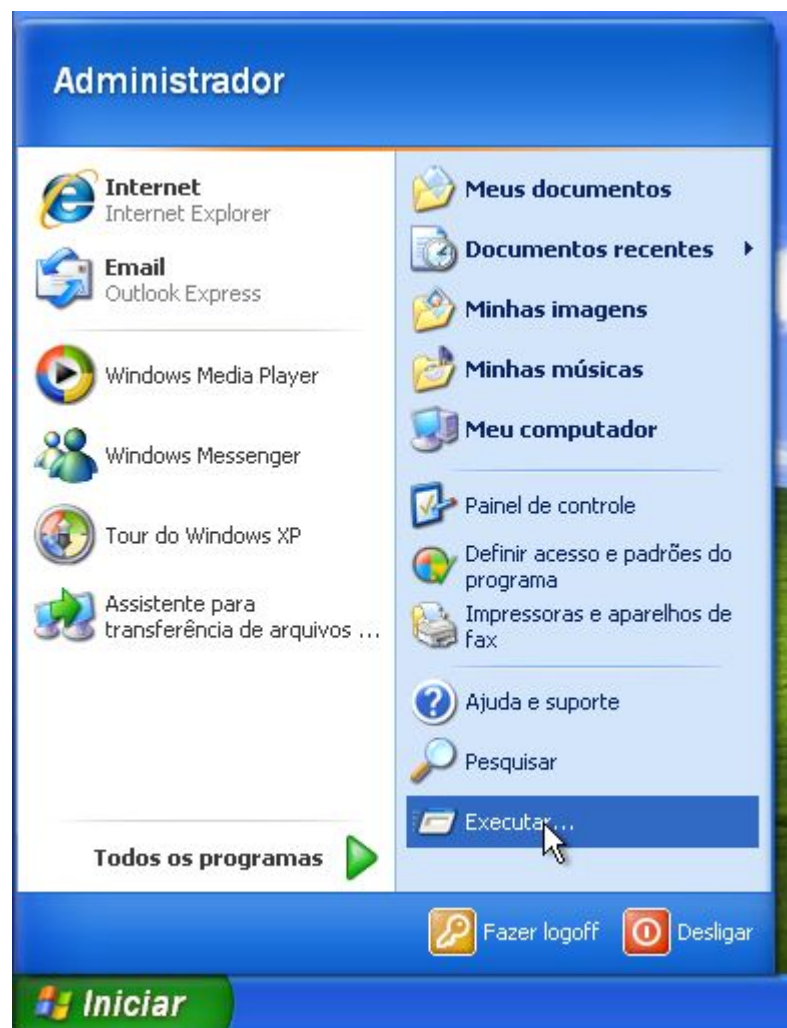 Administrador
Internet
Internet Explorer
Email
Outlook Express
Windows Media Player
Windows Messenger
Tour do Windows XP
Assistente para
transferência de arquivos ...
Todos os programas
Meus documentos
Documentos recentes
Minhas imagens
Minhas músicas
Meu computador
Painel de controle
Definir acesso e padrões do
programa
Impressoras e aparelhos de
fax
Ajuda e suporte
Pesquisar
Executar...
Fazer logoff
Desligar
Iniciar